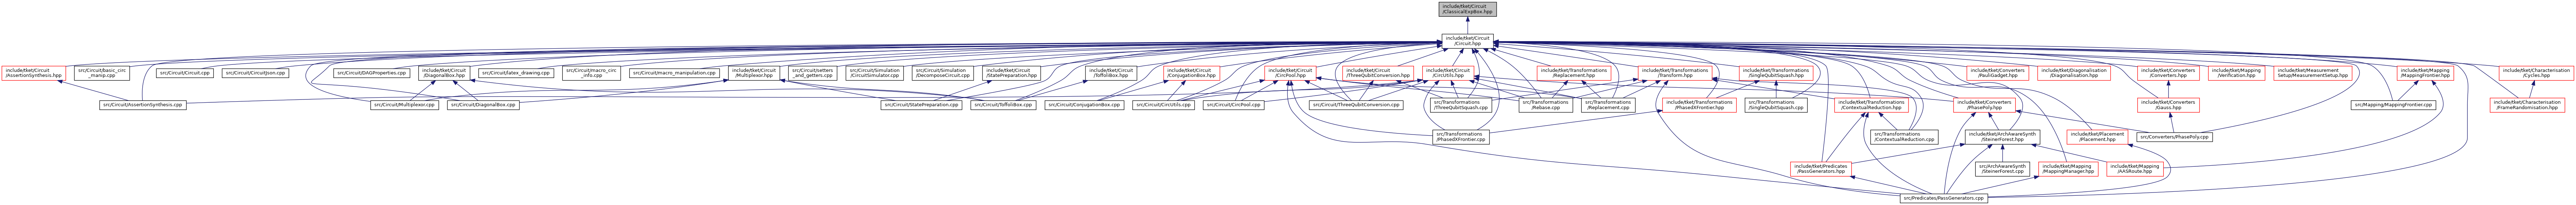 include/tket/Circuit
/ClassicalExpBox.hpp
include/tket/Circuit
/Circuit.hpp
include/tket/Circuit
/AssertionSynthesis.hpp
src/Circuit/Basic_circ
_manip.cpp
src/Circuit/Circuit.cpp
src/Circuit/CircuitJson.cpp
src/Circuit/DAGProperties.cpp
include/tket/Circuit
/DiagonalBox.hpp
src/Circuit/latex_drawing.cpp
src/Circuit/macro_circ
_info.cpp
src/Circuit/macro_manipulation.cpp
include/tket/Circuit
/Multiplexor.hpp
src/Circuit/setters
_and_getters.cpp
src/Circuit/Simulation
/CircuitSimulator.cpp
src/Circuit/Simulation
/DecomposeCircuit.cpp
include/tket/Circuit
/StatePreparation.hpp
include/tket/Circuit
/ToffoliBox.hpp
include/tket/Circuit
/ConjugationBox.hpp
include/tket/Circuit
/CircPool.hpp
include/tket/Circuit
/ThreeQubitConversion.hpp
include/tket/Circuit
/CircUtils.hpp
include/tket/Transformations
/Replacement.hpp
include/tket/Transformations
/Transform.hpp
include/tket/Transformations
/SingleQubitSquash.hpp
include/tket/Converters
/PauliGadget.hpp
include/tket/Diagonalisation
/Diagonalisation.hpp
include/tket/Converters
/Converters.hpp
include/tket/Mapping
/Verification.hpp
include/tket/Measurement
Setup/MeasurementSetup.hpp
include/tket/Mapping
/MappingFrontier.hpp
include/tket/Characterisation
/Cycles.hpp
src/Circuit/AssertionSynthesis.cpp
src/Circuit/Multiplexor.cpp
src/Circuit/DiagonalBox.cpp
src/Circuit/StatePreparation.cpp
src/Circuit/ToffoliBox.cpp
src/Circuit/ConjugationBox.cpp
src/Circuit/CircUtils.cpp
src/Circuit/CircPool.cpp
src/Circuit/ThreeQubitConversion.cpp
src/Transformations
/ThreeQubitSquash.cpp
src/Transformations
/Rebase.cpp
src/Transformations
/Replacement.cpp
include/tket/Transformations
/PhasedXFrontier.hpp
src/Transformations
/SingleQubitSquash.cpp
include/tket/Transformations
/ContextualReduction.hpp
include/tket/Converters
/PhasePoly.hpp
include/tket/Converters
/Gauss.hpp
src/Mapping/MappingFrontier.cpp
include/tket/Characterisation
/FrameRandomisation.hpp
src/Transformations
/PhasedXFrontier.cpp
src/Transformations
/ContextualReduction.cpp
include/tket/ArchAwareSynth
/SteinerForest.hpp
include/tket/Placement
/Placement.hpp
src/Converters/PhasePoly.cpp
include/tket/Predicates
/PassGenerators.hpp
src/ArchAwareSynth
/SteinerForest.cpp
include/tket/Mapping
/MappingManager.hpp
include/tket/Mapping
/AASRoute.hpp
src/Predicates/PassGenerators.cpp